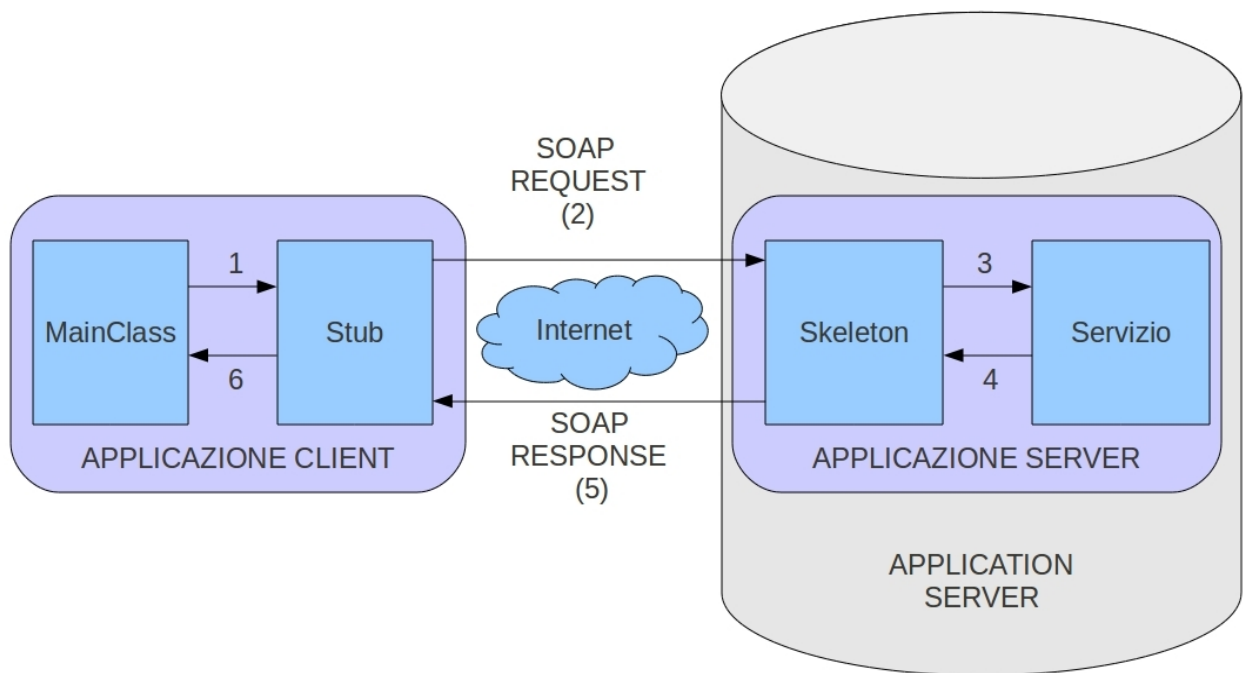 SOAP
REQUEST
(2)
1
3
MainClass
Stub
Internet
Skeleton
Servizio
6
4
SOAP
RESPONSE
(5)
APPLICAZIONE CLIENT
APPLICAZIONE SERVER
APPLICATION
SERVER